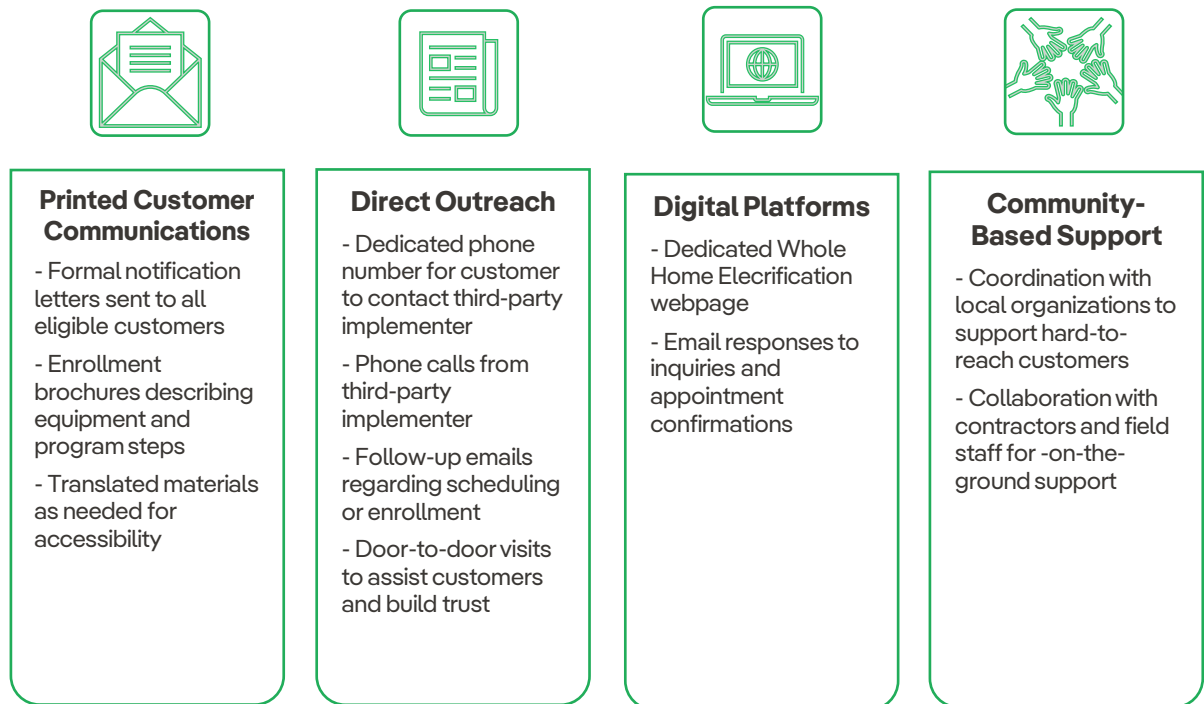 Printed Customer
Communications
- Formal notification
letters sent to all
eligible customers
- Enrollment
brochures describing
equipment and
program steps
- Translated materials
as needed for
accessibility
Direct Outreach
- Dedicated phone
number for customer
to contact third-party
implementer
- Phone calls from
third-party
implementer
- Follow-up emails
regarding scheduling
or enrollment
- Door-to-door visits
to assist customers
and build trust
Digital Platforms
- Dedicated Whole
Home Elecrification
webpage
- Email responses to
inquiries and
appointment
confirmations
Community-
Based Support
- Coordination with
local organizations to
support hard-to-
reach customers
- Collaboration with
contractors and field
staff for -on-the-
ground support